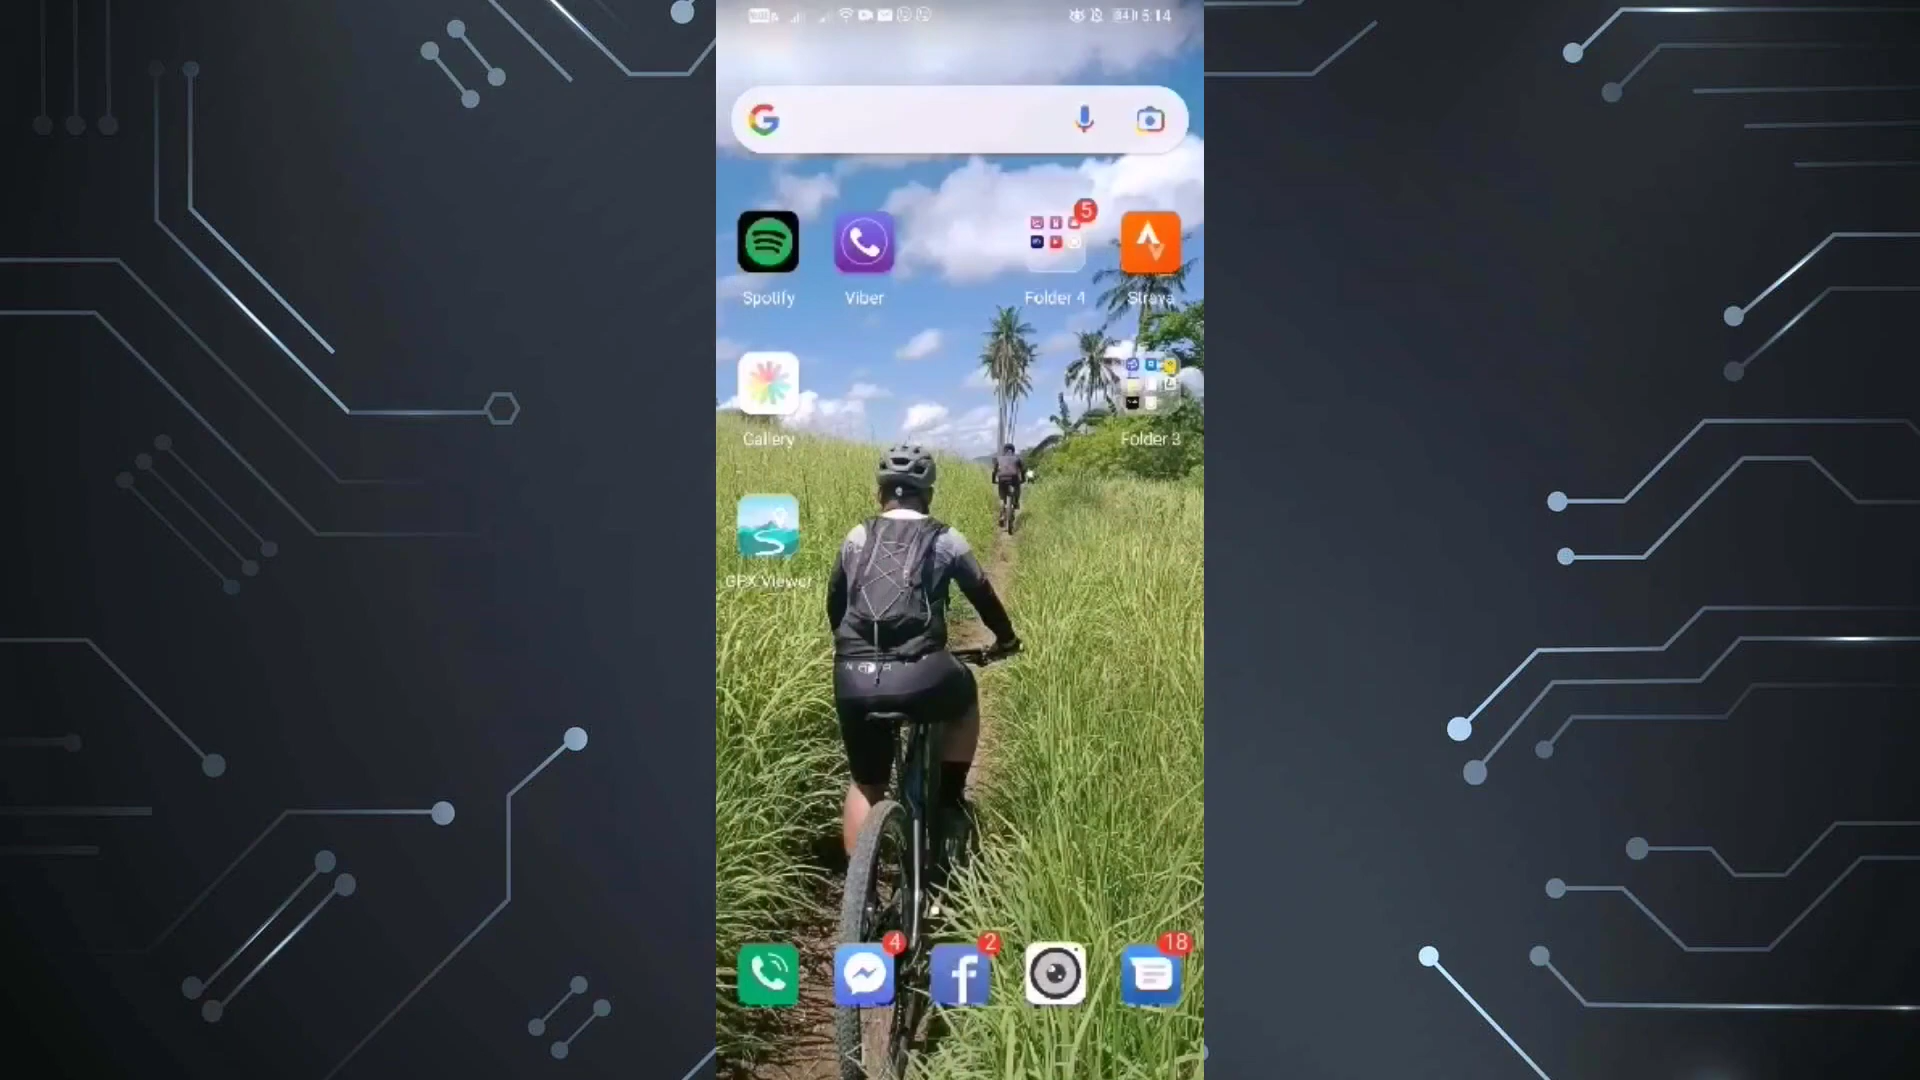 5:14
5
Spotify
Viber
Folder 4
Strava
Gallery
Folder 3
GPX Viewer
4
2
18